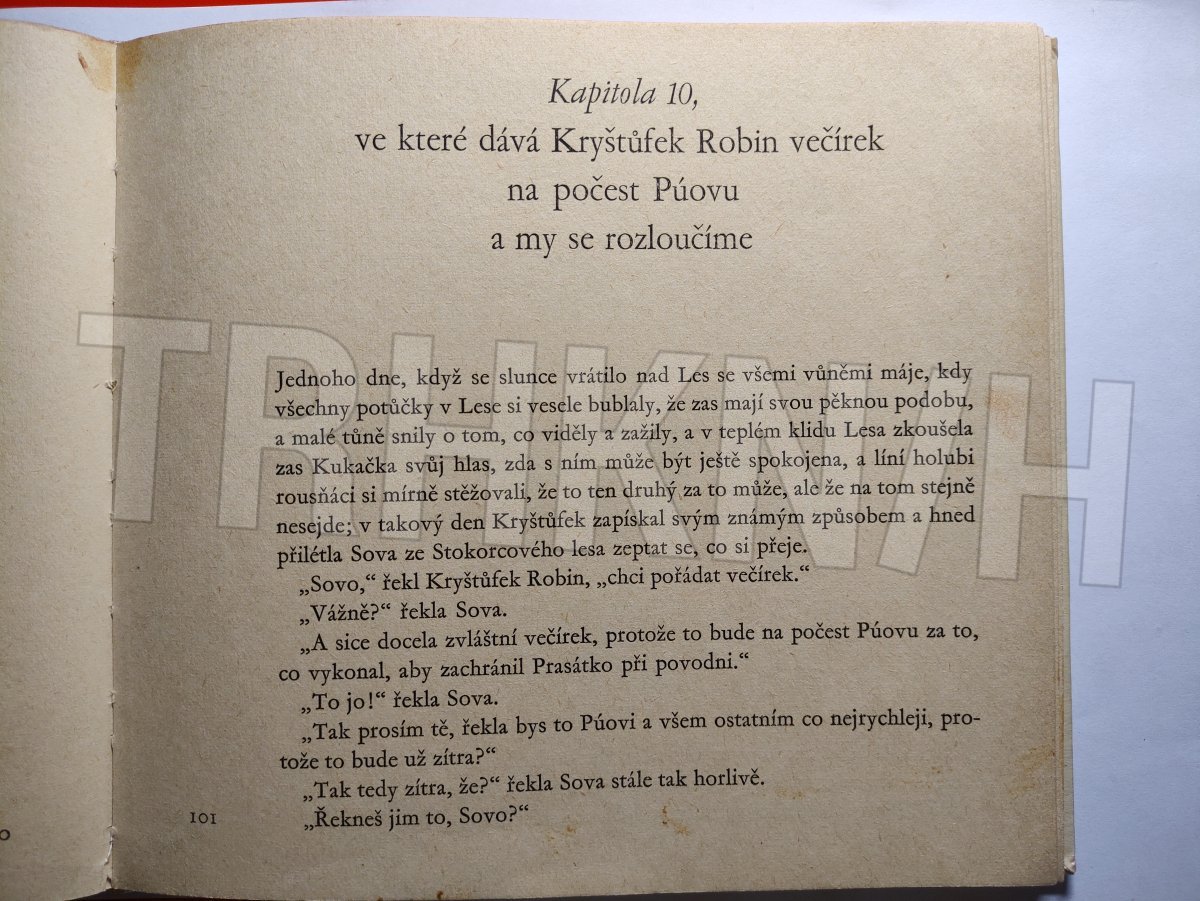 Kapitola 10,
ve které dává Kryštůfek Robin večírek
na počest Púovu
a my se rozloučíme
Jednoho dne, když se slunce vrátilo nad Les se všemi vůněmi máje, kdy
všechny potůčky v Lese si vesele bublaly, že zas mají svou pěknou podobu,
a malé tůně snily o tom, co viděly a zažily, a v teplém klidu Lesa zkoušela
zas Kukačka svůj hlas, zda s ním může být ještě spokojena, a líní holubi
rousňáci si mírně stěžovali, že to ten druhý za to může, ale že na tom stejně
nesejde; v takový den Kryštůfek zapískal svým známým způsobem a hned
přilétla Sova ze Stokorcového lesa zeptat se, co si přeje.
„Sovo,“ řekl Kryštůfek Robin, „chci pořádat večírek.“
„Vážně?“ řekla Sova.
„A sice docela zvláštní večírek, protože to bude na počest Púovu za to,
co vykonal, aby zachránil Prasátko při povodni.“
„To jo!“ řekla Sova.
„Tak prosím tě, řekla bys to Púovi a všem ostatním co nejrychleji, pro-
tože to bude už zítra?“
„Tak tedy zítra, že?“ řekla Sova stále tak horlivě.
„Řekneš jim to, Sovo?“
101
TRHKNIH